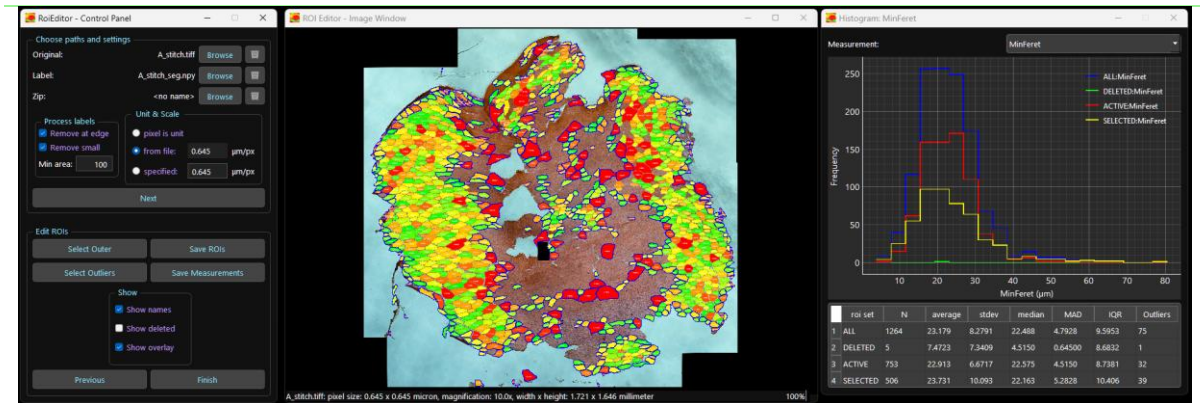 RoiEditor - Control Panel
Choose paths and settings
Original: A_stitch.tiff Browse
Label: A_stitch_seg.npy Browse
Zip: <no name> Browse
Process labels
Remove at edge
Remove small
Min area: 100
Unit & Scale
pixel is unit
from file: 0.645 µm/px
specified: 0.645 µm/px
Next
Edit ROIs
Select Outer Save ROIs
Select Outliers Save Measurements
Show
Show names
Show deleted
Show overlay
Previous Finish
ROI Editor - Image Window
A_stitch.tiff: pixel size: 0.645 x 0.645 micron, magnification: 10.0x, width x height: 1.721 x 1.646 millimeter 100%
Histogram: MinFeret
Measurement: MinFeret
ALL:MinFeret
DELETED:MinFeret
ACTIVE:MinFeret
SELECTED:MinFeret
Frequency
250
200
150
100
50
0
10 20 30 40 50 60 70 80
MinFeret (µm)
roi set N average stdev median MAD IQR Outliers
1 ALL 1264 23.179 8.2791 22.488 4.7928 9.5953 75
2 DELETED 5 7.4723 7.3409 4.5150 0.64500 8.6832 1
3 ACTIVE 753 22.913 6.6717 22.575 4.5150 8.7381 32
4 SELECTED 506 23.731 10.093 22.163 5.2828 10.406 39